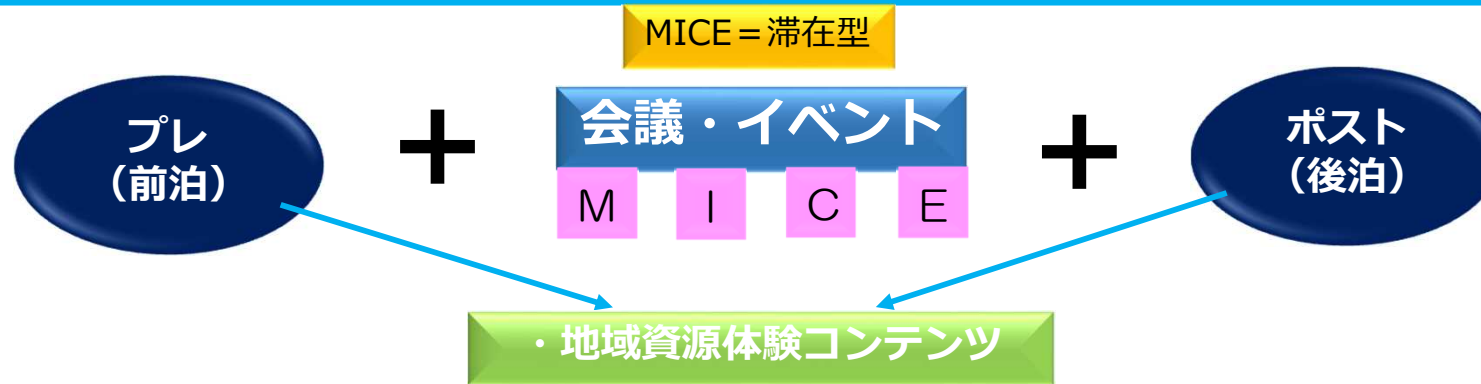 MICE＝滞在型
プレ
（前泊）
＋
会議・イベント
＋
ポスト
（後泊）
M I C E
・地域資源体験コンテンツ